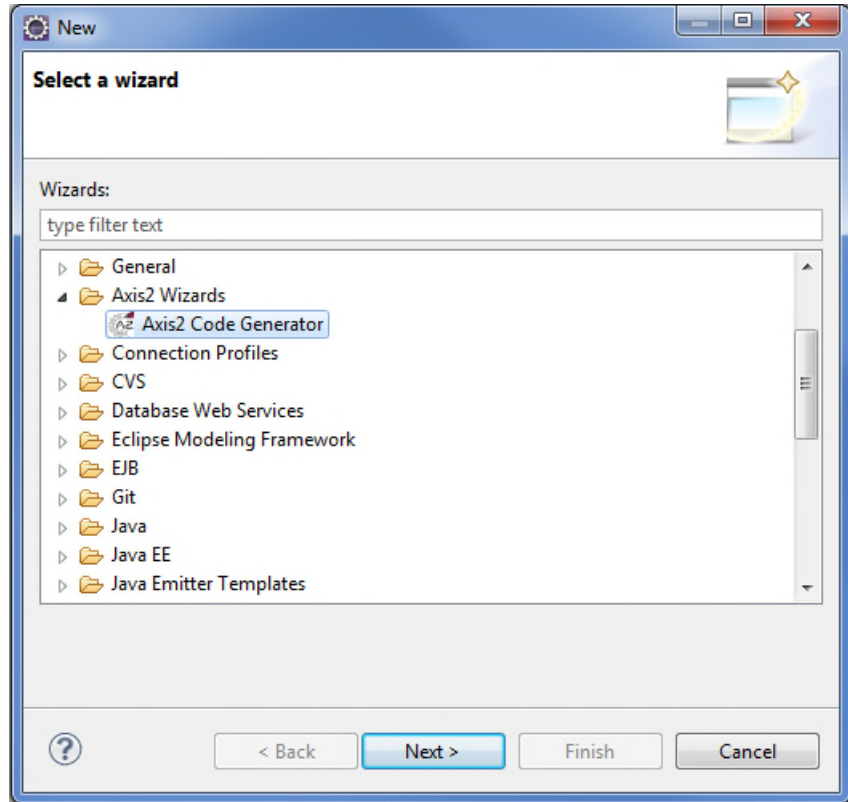 New
Select a wizard
Wizards:
type filter text
General
Axis2 Wizards
Axis2 Code Generator
Connection Profiles
CVS
Database Web Services
Eclipse Modeling Framework
EJB
Git
Java
Java EE
Java Emitter Templates
? < Back Next > Finish Cancel